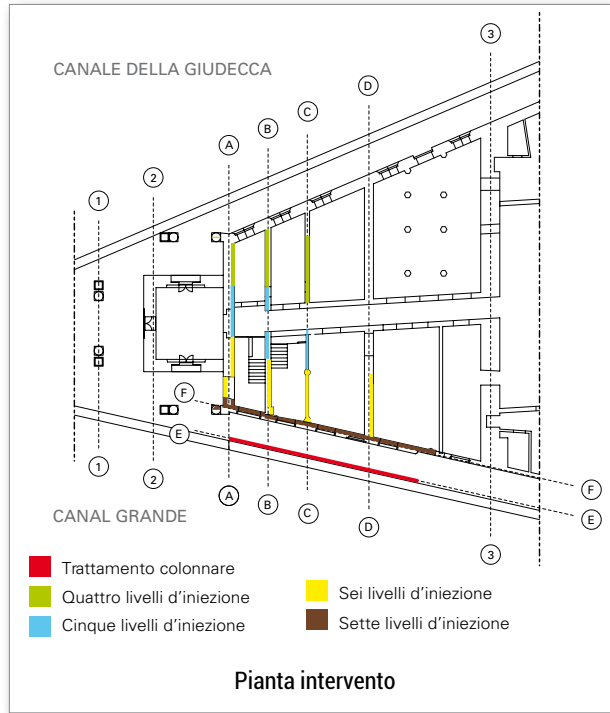 CANALE DELLA GIUDECCA
3
D
C
B
A
2
1
F
E
1
2
A
B
C
D
3
F
E
CANAL GRANDE
Trattamento colonnare
Quattro livelli d'iniezione
Cinque livelli d'iniezione
Sei livelli d'iniezione
Sette livelli d'iniezione
Pianta intervento